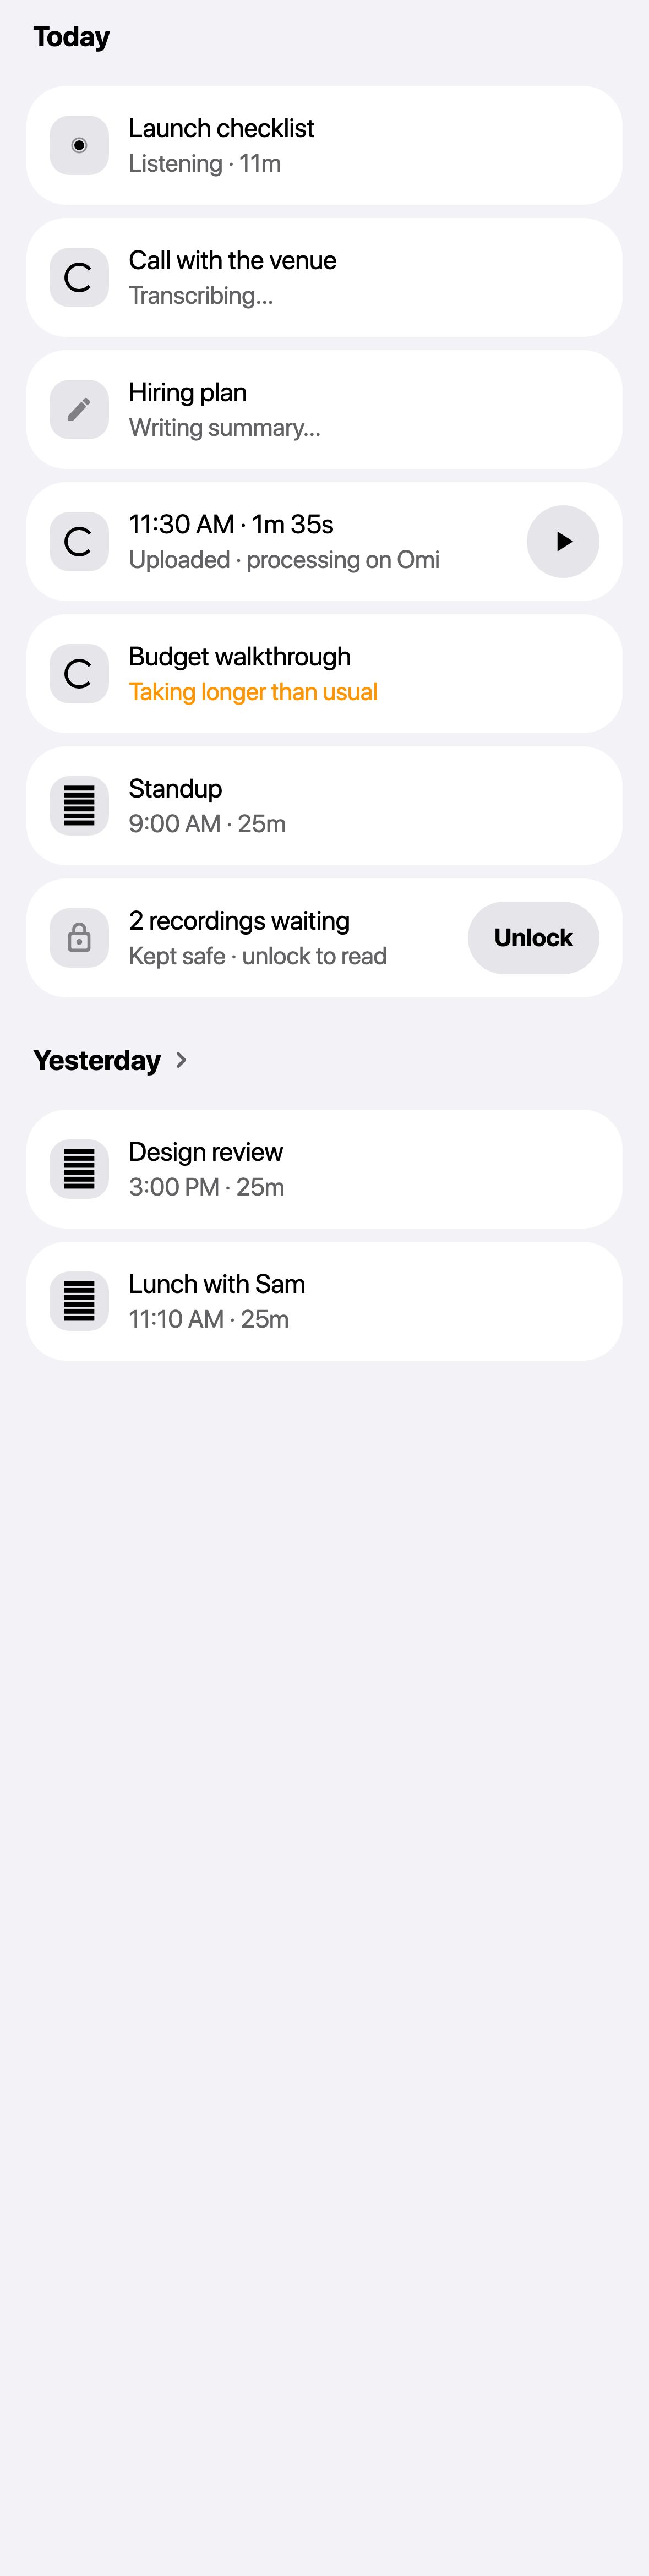 Today
Launch checklist
Listening · 11m
Call with the venue
Transcribing...
Hiring plan
Writing summary...
11:30 AM · 1m 35s
Uploaded · processing on Omi
Budget walkthrough
Taking longer than usual
Standup
9:00 AM · 25m
2 recordings waiting
Kept safe · unlock to read
Unlock
Yesterday
Design review
3:00 PM · 25m
Lunch with Sam
11:10 AM · 25m